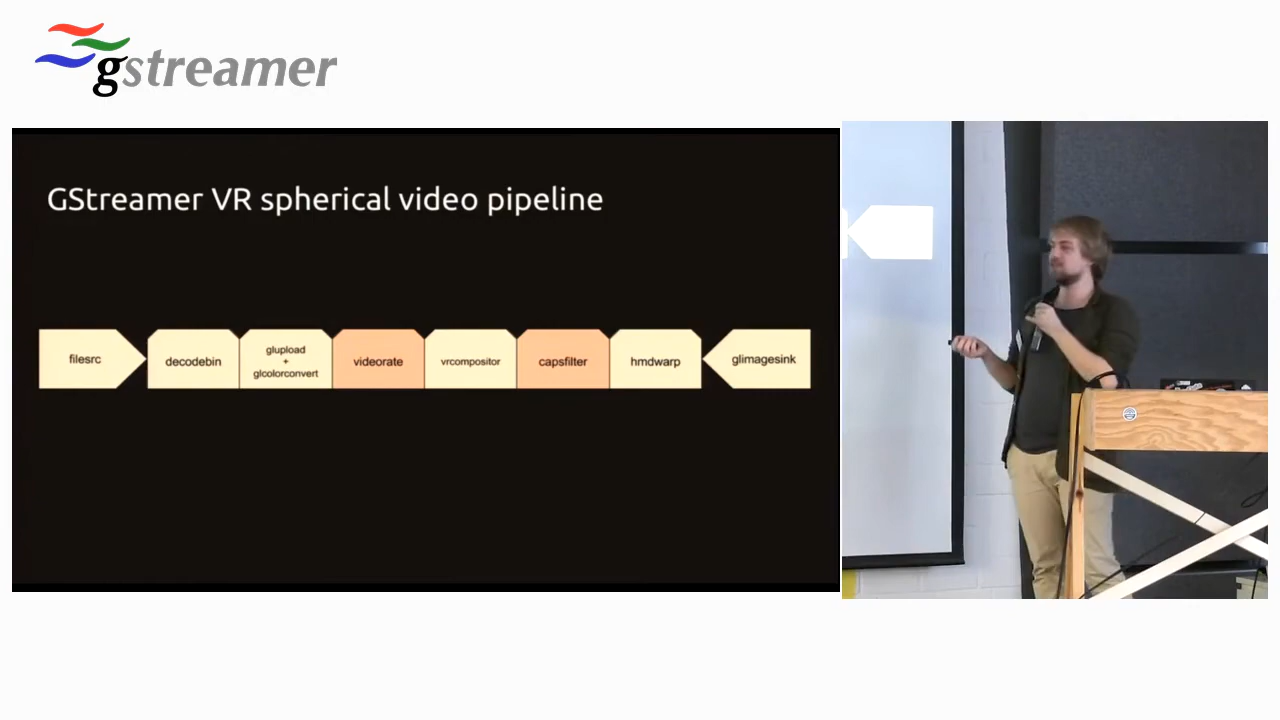 gstreamer
GStreamer VR spherical video pipeline
filesrc
decodebin
glupload
+
glcolorconvert
videorate
vrcompositor
capsfilter
hmdwarp
glimagesink